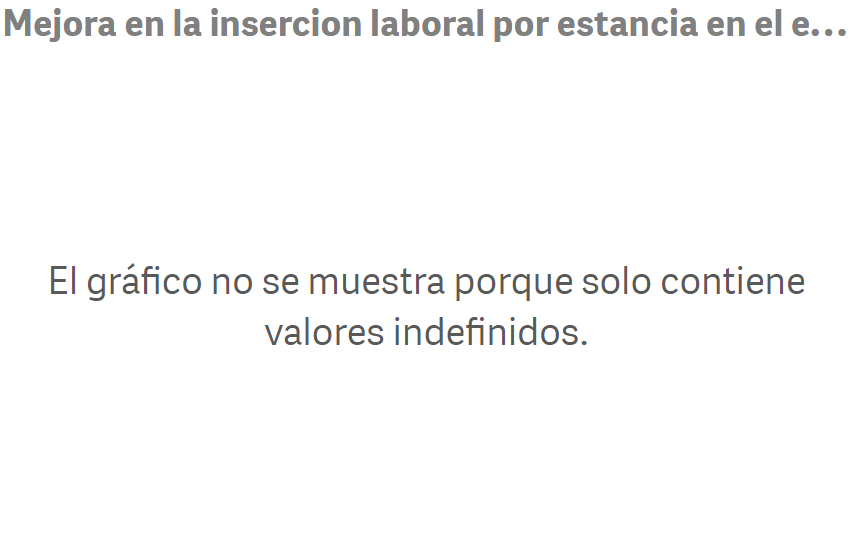 Mejora en la insercion laboral por estancia en el e...
El gráfico no se muestra porque solo contiene
valores indefinidos.